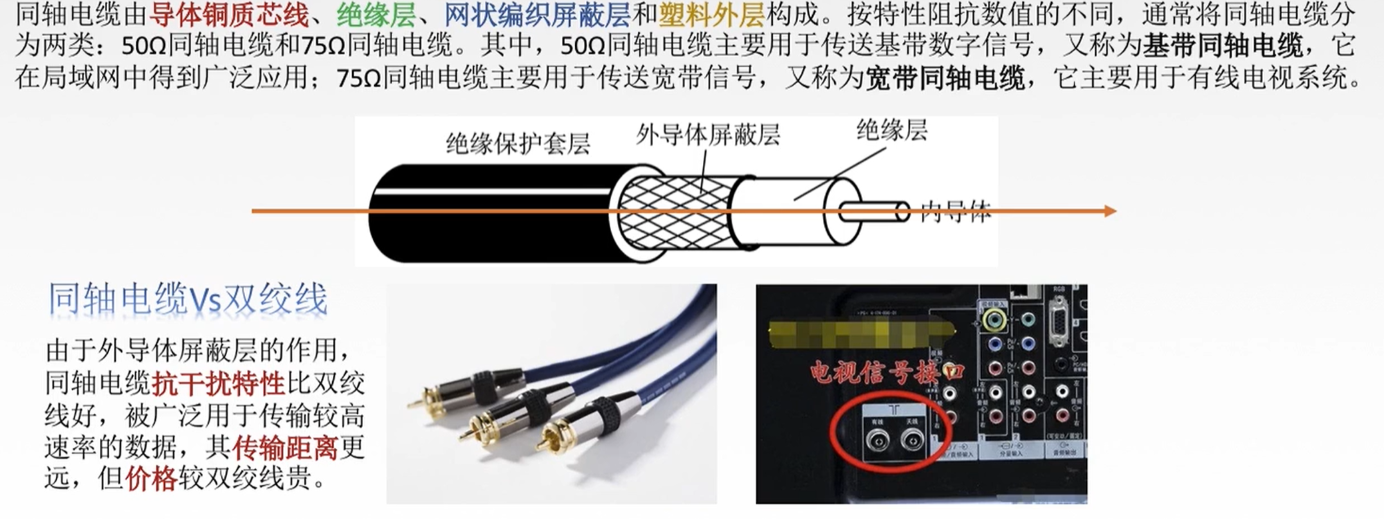 同轴电缆由导体铜质芯线、绝缘层、网状编织屏蔽层和塑料外层构成。按特性阻抗数值的不同，通常将同轴电缆分
为两类：50Ω同轴电缆和75Ω同轴电缆。其中，50Ω同轴电缆主要用于传送基带数字信号，又称为基带同轴电缆，它
在局域网中得到广泛应用；75Ω同轴电缆主要用于传送宽带信号，又称为宽带同轴电缆，它主要用于有线电视系统。
绝缘保护套层
外导体屏蔽层
绝缘层
内导体
同轴电缆Vs双绞线
由于外导体屏蔽层的作用，
同轴电缆抗干扰特性比双绞
线好，被广泛用于传输较高
速率的数据，其传输距离更
远，但价格较双绞线贵。
RGB
电视信号接口
有线
天线